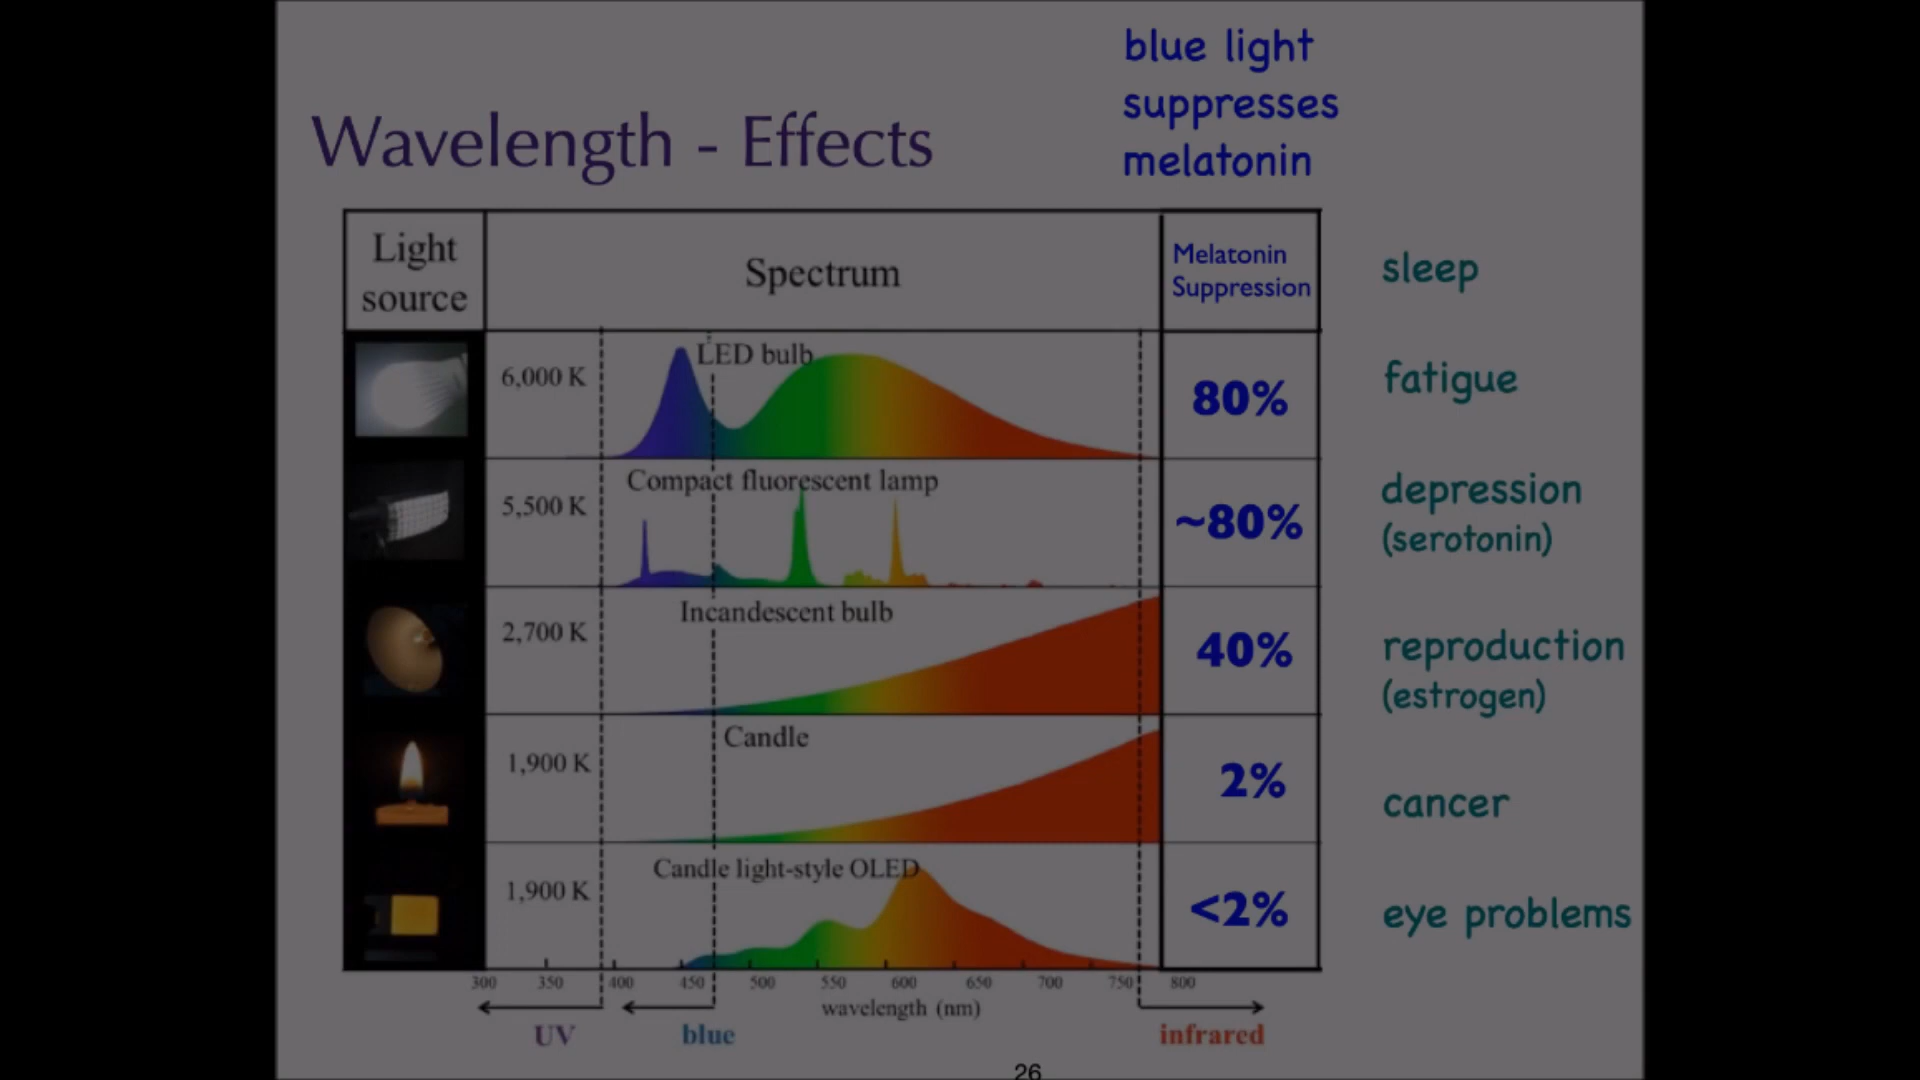 blue light
suppresses
melatonin
Wavelength - Effects
Light
source
Spectrum
Melatonin
Suppression
sleep
6,000 K
LED bulb
80%
fatigue
5,500 K
Compact fluorescent lamp
~80%
depression
(serotonin)
2,700 K
Incandescent bulb
40%
reproduction
(estrogen)
1,900 K
Candle
2%
cancer
1,900 K
Candle light-style OLED
<2%
eye problems
300 350 400 450 500 550 600 650 700 750 800
wavelength (nm)
UV blue infrared
26